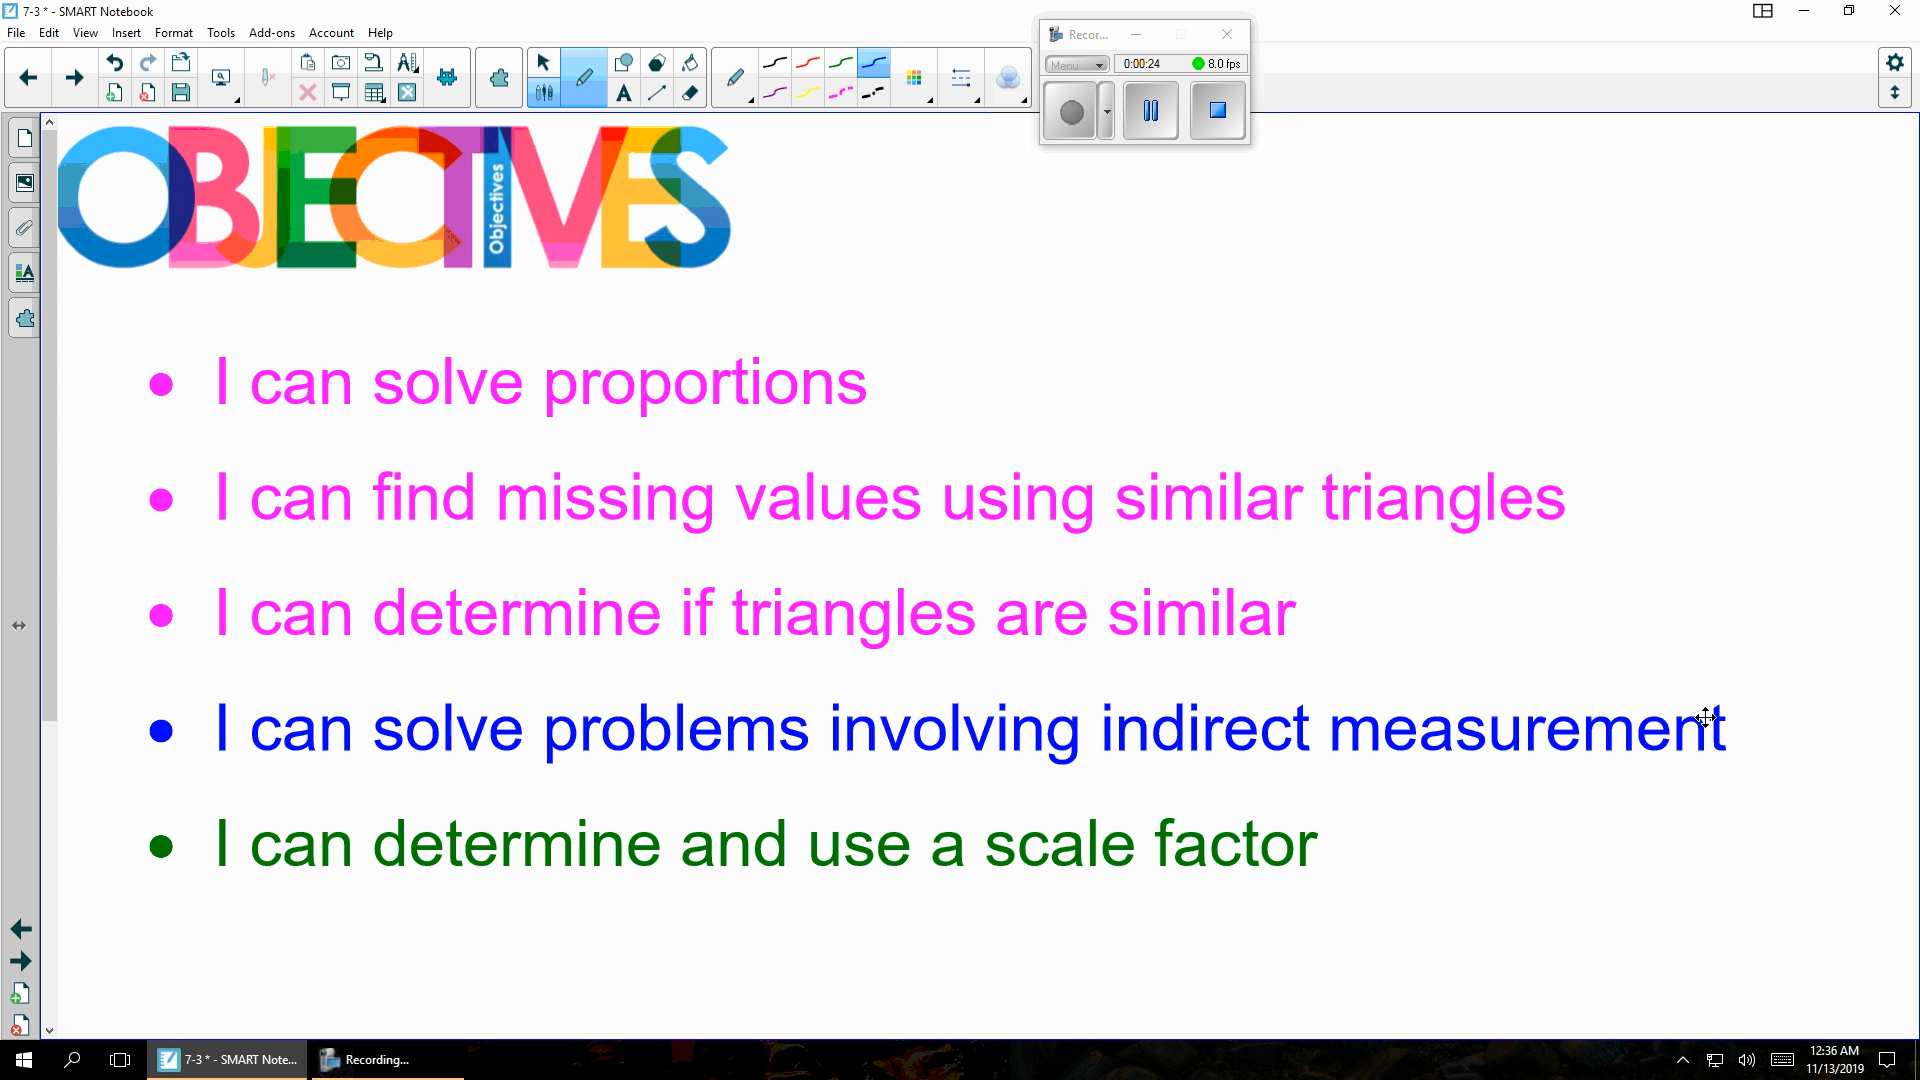 7-3 * - SMART Notebook
File Edit View Insert Format Tools Add-ons Account Help
Recor...
Menu 0:00:24 8.0 fps
OBJECTIVES
Objectives
• I can solve proportions
• I can find missing values using similar triangles
• I can determine if triangles are similar
• I can solve problems involving indirect measurement
• I can determine and use a scale factor
7-3 * - SMART Note... Recording...
12:36 AM
11/13/2019